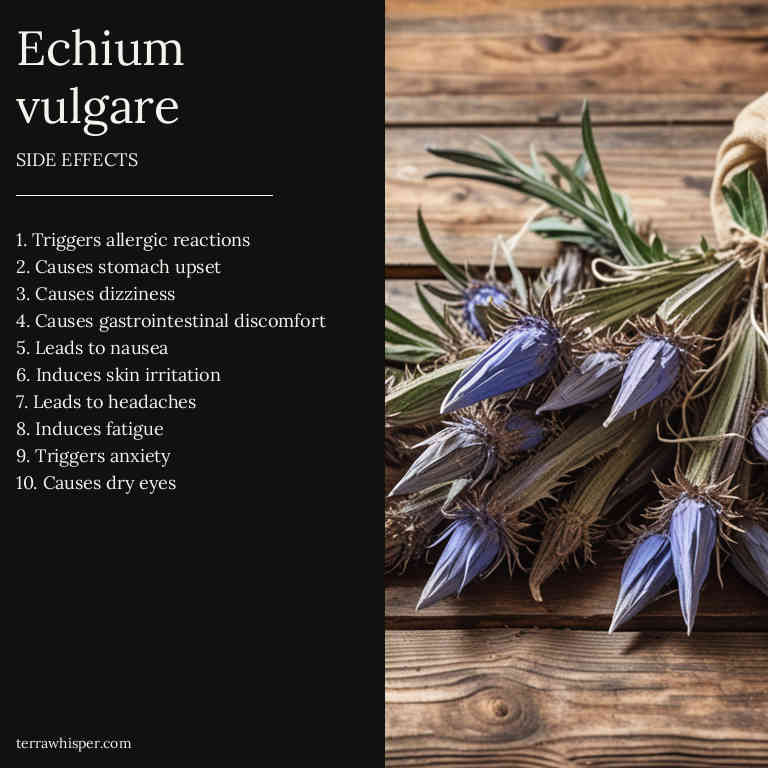 Echium
vulgare
SIDE EFFECTS
1. Triggers allergic reactions
2. Causes stomach upset
3. Causes dizziness
4. Causes gastrointestinal discomfort
5. Leads to nausea
6. Induces skin irritation
7. Leads to headaches
8. Induces fatigue
9. Triggers anxiety
10. Causes dry eyes
terrawhisper.com